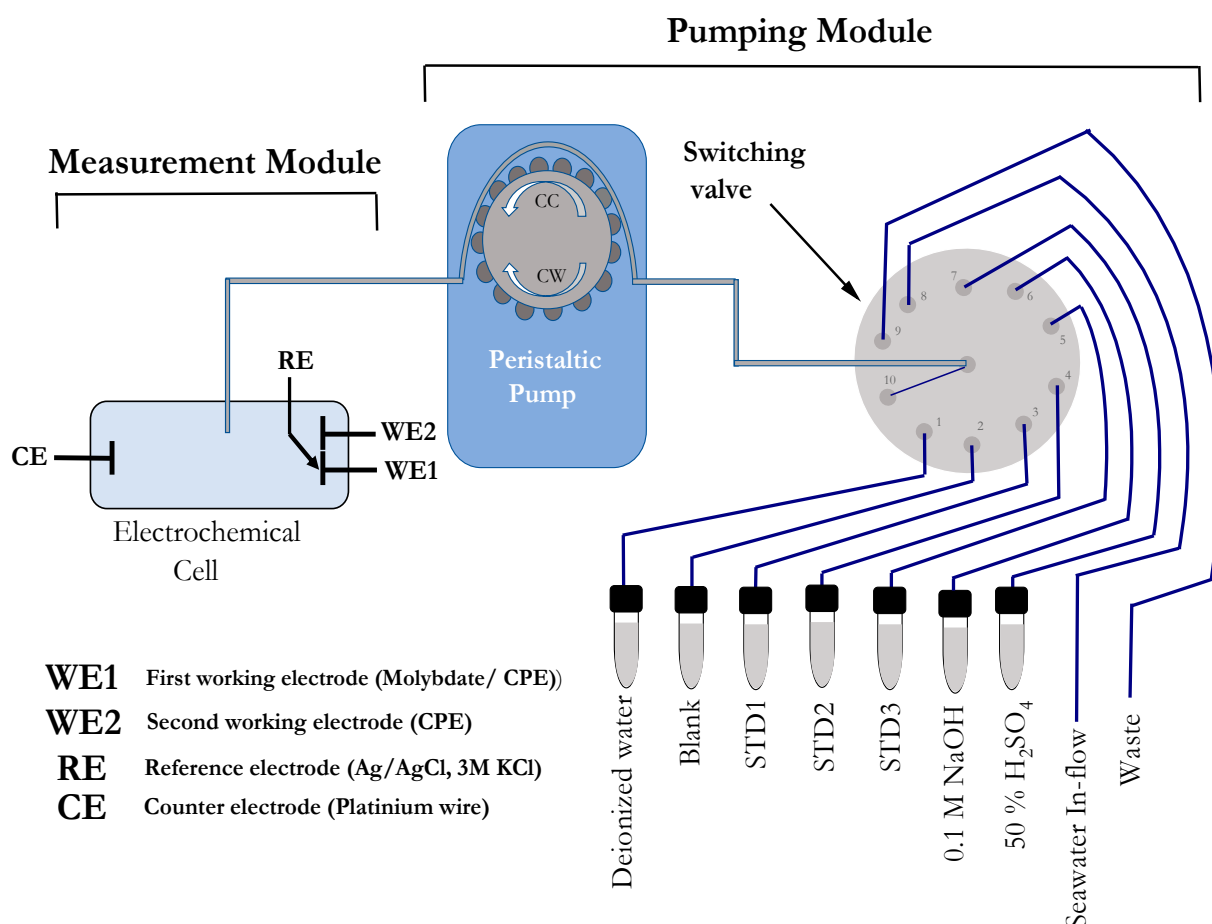 Pumping Module
Measurement Module
Switching
valve
CC
CW
Peristaltic
Pump
7
8
6
9
5
10
4
1
2
3
RE
WE2
CE
WE1
Electrochemical
Cell
WE1 First working electrode (Molybdate/ CPE))
WE2 Second working electrode (CPE)
RE Reference electrode (Ag/AgCl, 3M KCl)
CE Counter electrode (Platinium wire)
Deionized water
Blank
STD1
STD2
STD3
0.1 M NaOH
50 % H₂SO₄
Seawater In-flow
Waste